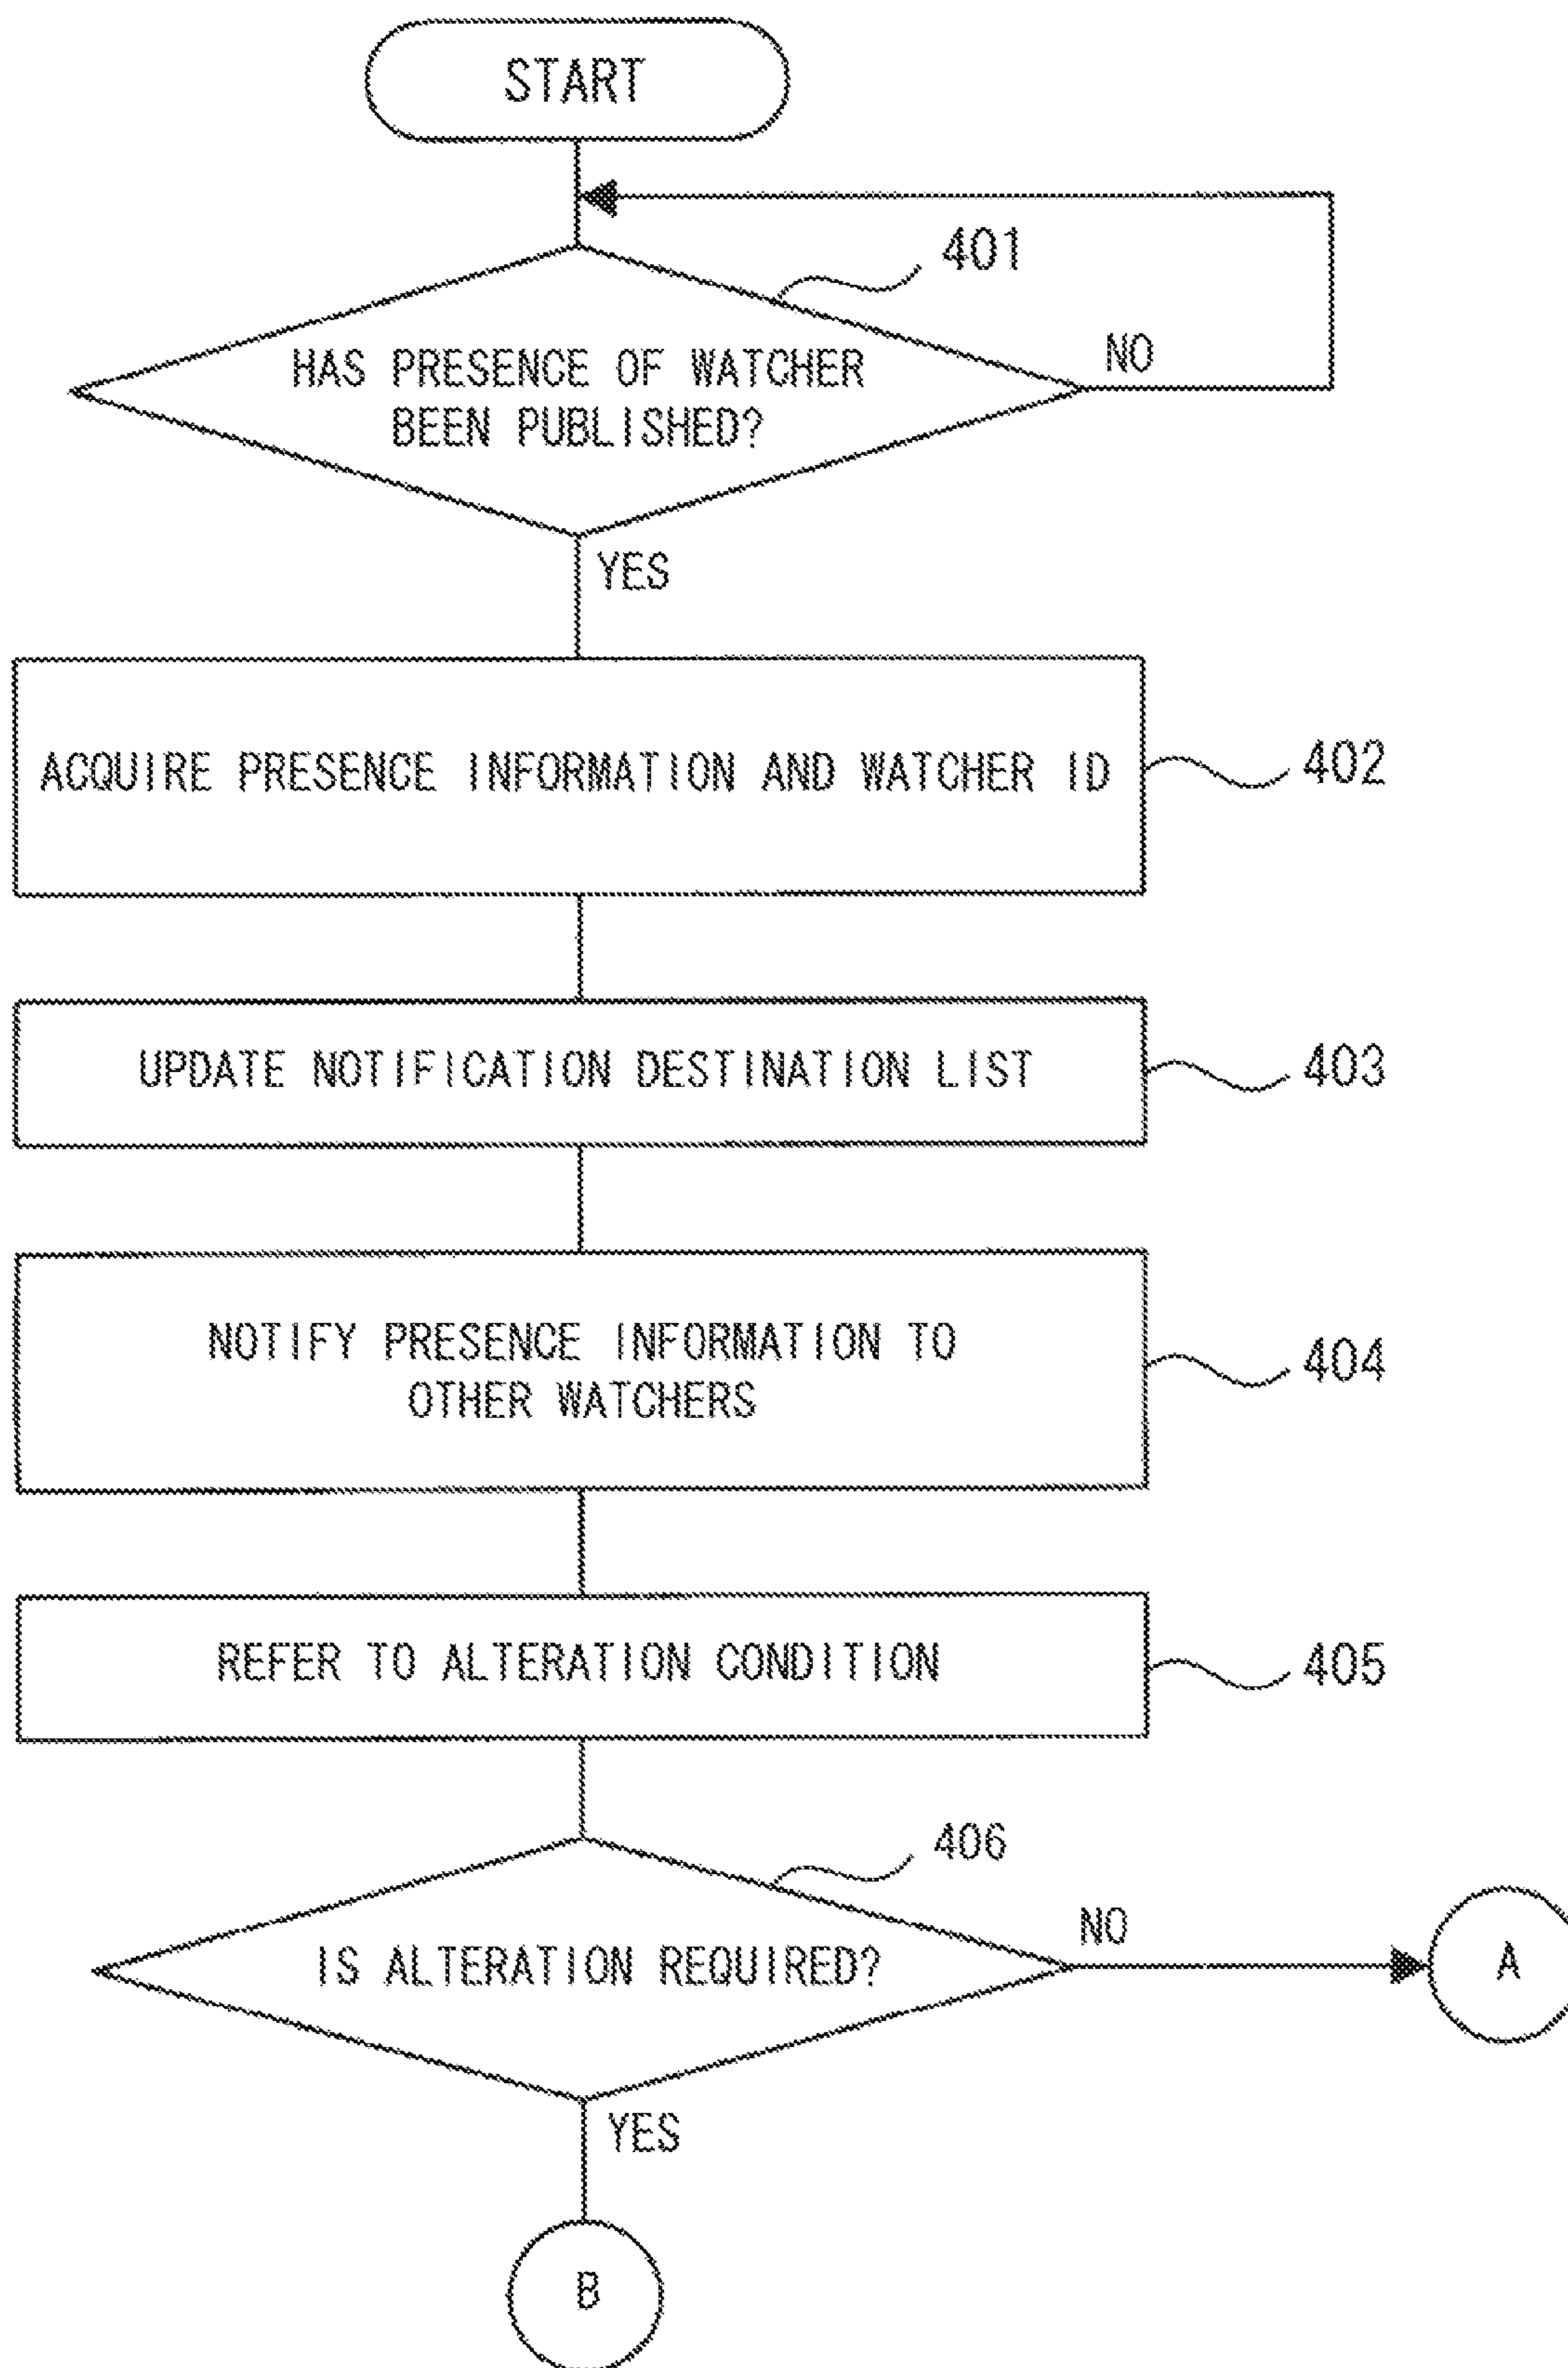 START
401
HAS PRESENCE OF WATCHER
BEEN PUBLISHED?
NO
YES
ACQUIRE PRESENCE INFORMATION AND WATCHER ID
402
UPDATE NOTIFICATION DESTINATION LIST
403
NOTIFY PRESENCE INFORMATION TO
OTHER WATCHERS
404
REFER TO ALTERATION CONDITION
405
406
IS ALTERATION REQUIRED?
NO
A
YES
B